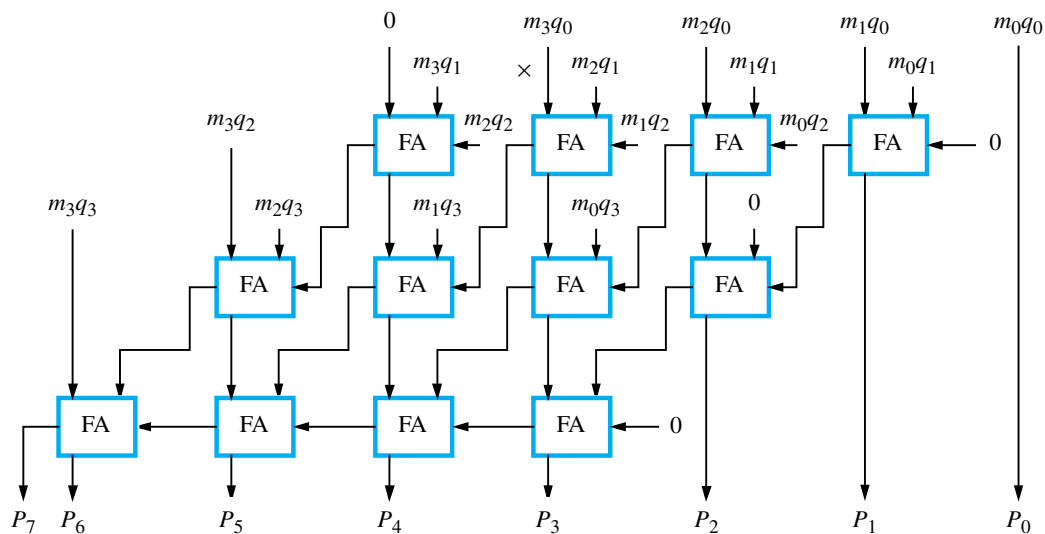 0 m₃q₀ m₂q₀ m₁q₀ m₀q₀
m₃q₁ × m₂q₁ m₁q₁ m₀q₁
m₃q₂ FA m₂q₂ FA m₁q₂ FA m₀q₂ FA 0
m₃q₃ m₂q₃ m₁q₃ m₀q₃ 0
FA FA FA FA
FA FA FA FA 0
P₇ P₆ P₅ P₄ P₃ P₂ P₁ P₀